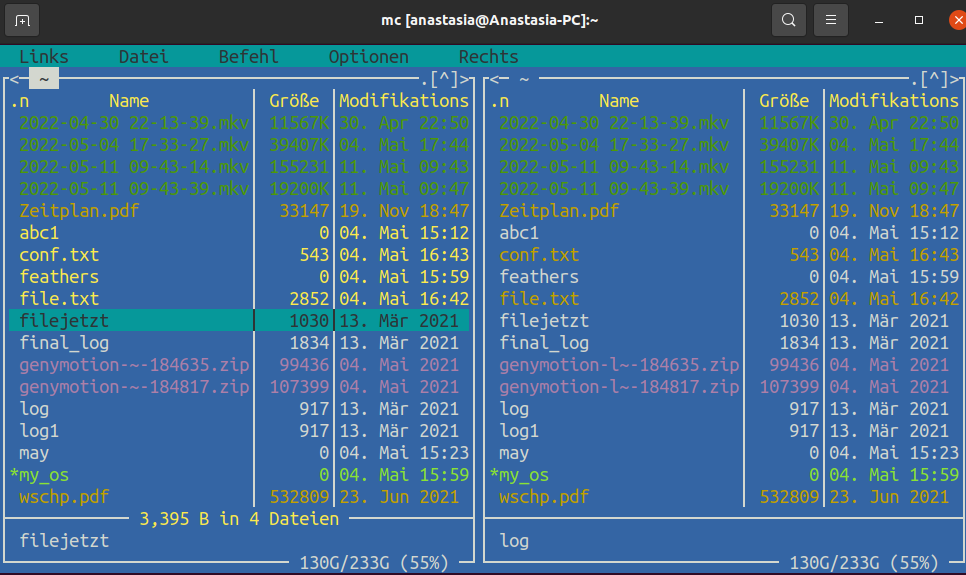 mc [anastasia@Anastasia-PC]:~
Links Datei Befehl Optionen Rechts
<- ~ .[^]> <- ~ .[^]>
.n Name Größe Modifikations .n Name Größe Modifikations
2022-04-30 22-13-39.mkv 11567K 30. Apr 22:50 2022-04-30 22-13-39.mkv 11567K 30. Apr 22:50
2022-05-04 17-33-27.mkv 39407K 04. Mai 17:44 2022-05-04 17-33-27.mkv 39407K 04. Mai 17:44
2022-05-11 09-43-14.mkv 155231 11. Mai 09:43 2022-05-11 09-43-14.mkv 155231 11. Mai 09:43
2022-05-11 09-43-39.mkv 19200K 11. Mai 09:47 2022-05-11 09-43-39.mkv 19200K 11. Mai 09:47
Zeitplan.pdf 33147 19. Nov 18:47 Zeitplan.pdf 33147 19. Nov 18:47
abc1 0 04. Mai 15:12 abc1 0 04. Mai 15:12
conf.txt 543 04. Mai 16:43 conf.txt 543 04. Mai 16:43
feathers 0 04. Mai 15:59 feathers 0 04. Mai 15:59
file.txt 2852 04. Mai 16:42 file.txt 2852 04. Mai 16:42
filejetzt 1030 13. Mär 2021 filejetzt 1030 13. Mär 2021
final_log 1834 13. Mär 2021 final_log 1834 13. Mär 2021
genymotion-~-184635.zip 99436 04. Mai 2021 genymotion-l~-184635.zip 99436 04. Mai 2021
genymotion-~-184817.zip 107399 04. Mai 2021 genymotion-l~-184817.zip 107399 04. Mai 2021
log 917 13. Mär 2021 log 917 13. Mär 2021
log1 917 13. Mär 2021 log1 917 13. Mär 2021
may 0 04. Mai 15:23 may 0 04. Mai 15:23
*my_os 0 04. Mai 15:59 *my_os 0 04. Mai 15:59
wschp.pdf 532809 23. Jun 2021 wschp.pdf 532809 23. Jun 2021
3,395 B in 4 Dateien
filejetzt log
130G/233G (55%) 130G/233G (55%)